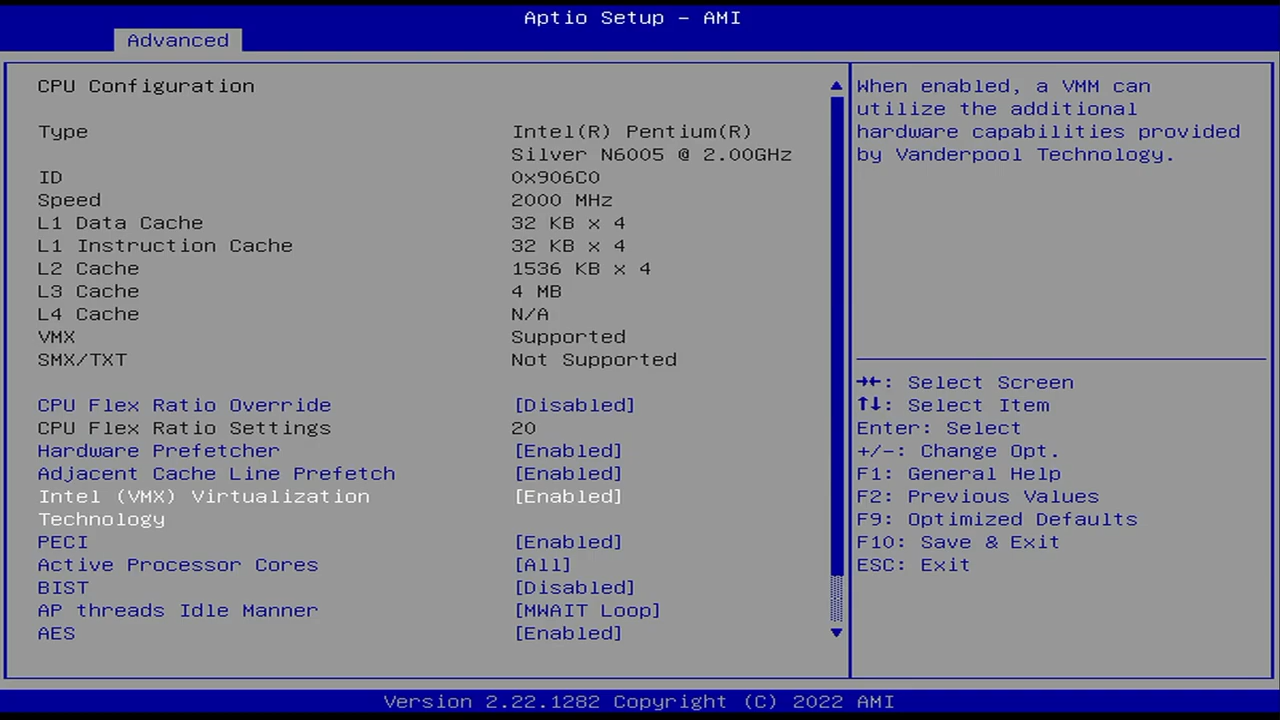 Aptio Setup - AMI
Advanced
CPU Configuration
Type Intel(R) Pentium(R)
Silver N6005 @ 2.00GHz
ID 0x906C0
Speed 2000 MHz
L1 Data Cache 32 KB x 4
L1 Instruction Cache 32 KB x 4
L2 Cache 1536 KB x 4
L3 Cache 4 MB
L4 Cache N/A
VMX Supported
SMX/TXT Not Supported
CPU Flex Ratio Override [Disabled]
CPU Flex Ratio Settings 20
Hardware Prefetcher [Enabled]
Adjacent Cache Line Prefetch [Enabled]
Intel (VMX) Virtualization [Enabled]
Technology
PECI [Enabled]
Active Processor Cores [All]
BIST [Disabled]
AP threads Idle Manner [MWAIT Loop]
AES [Enabled]
When enabled, a VMM can
utilize the additional
hardware capabilities provided
by Vanderpool Technology.
→←: Select Screen
↑↓: Select Item
Enter: Select
+/-: Change Opt.
F1: General Help
F2: Previous Values
F9: Optimized Defaults
F10: Save & Exit
ESC: Exit
Version 2.22.1282 Copyright (C) 2022 AMI